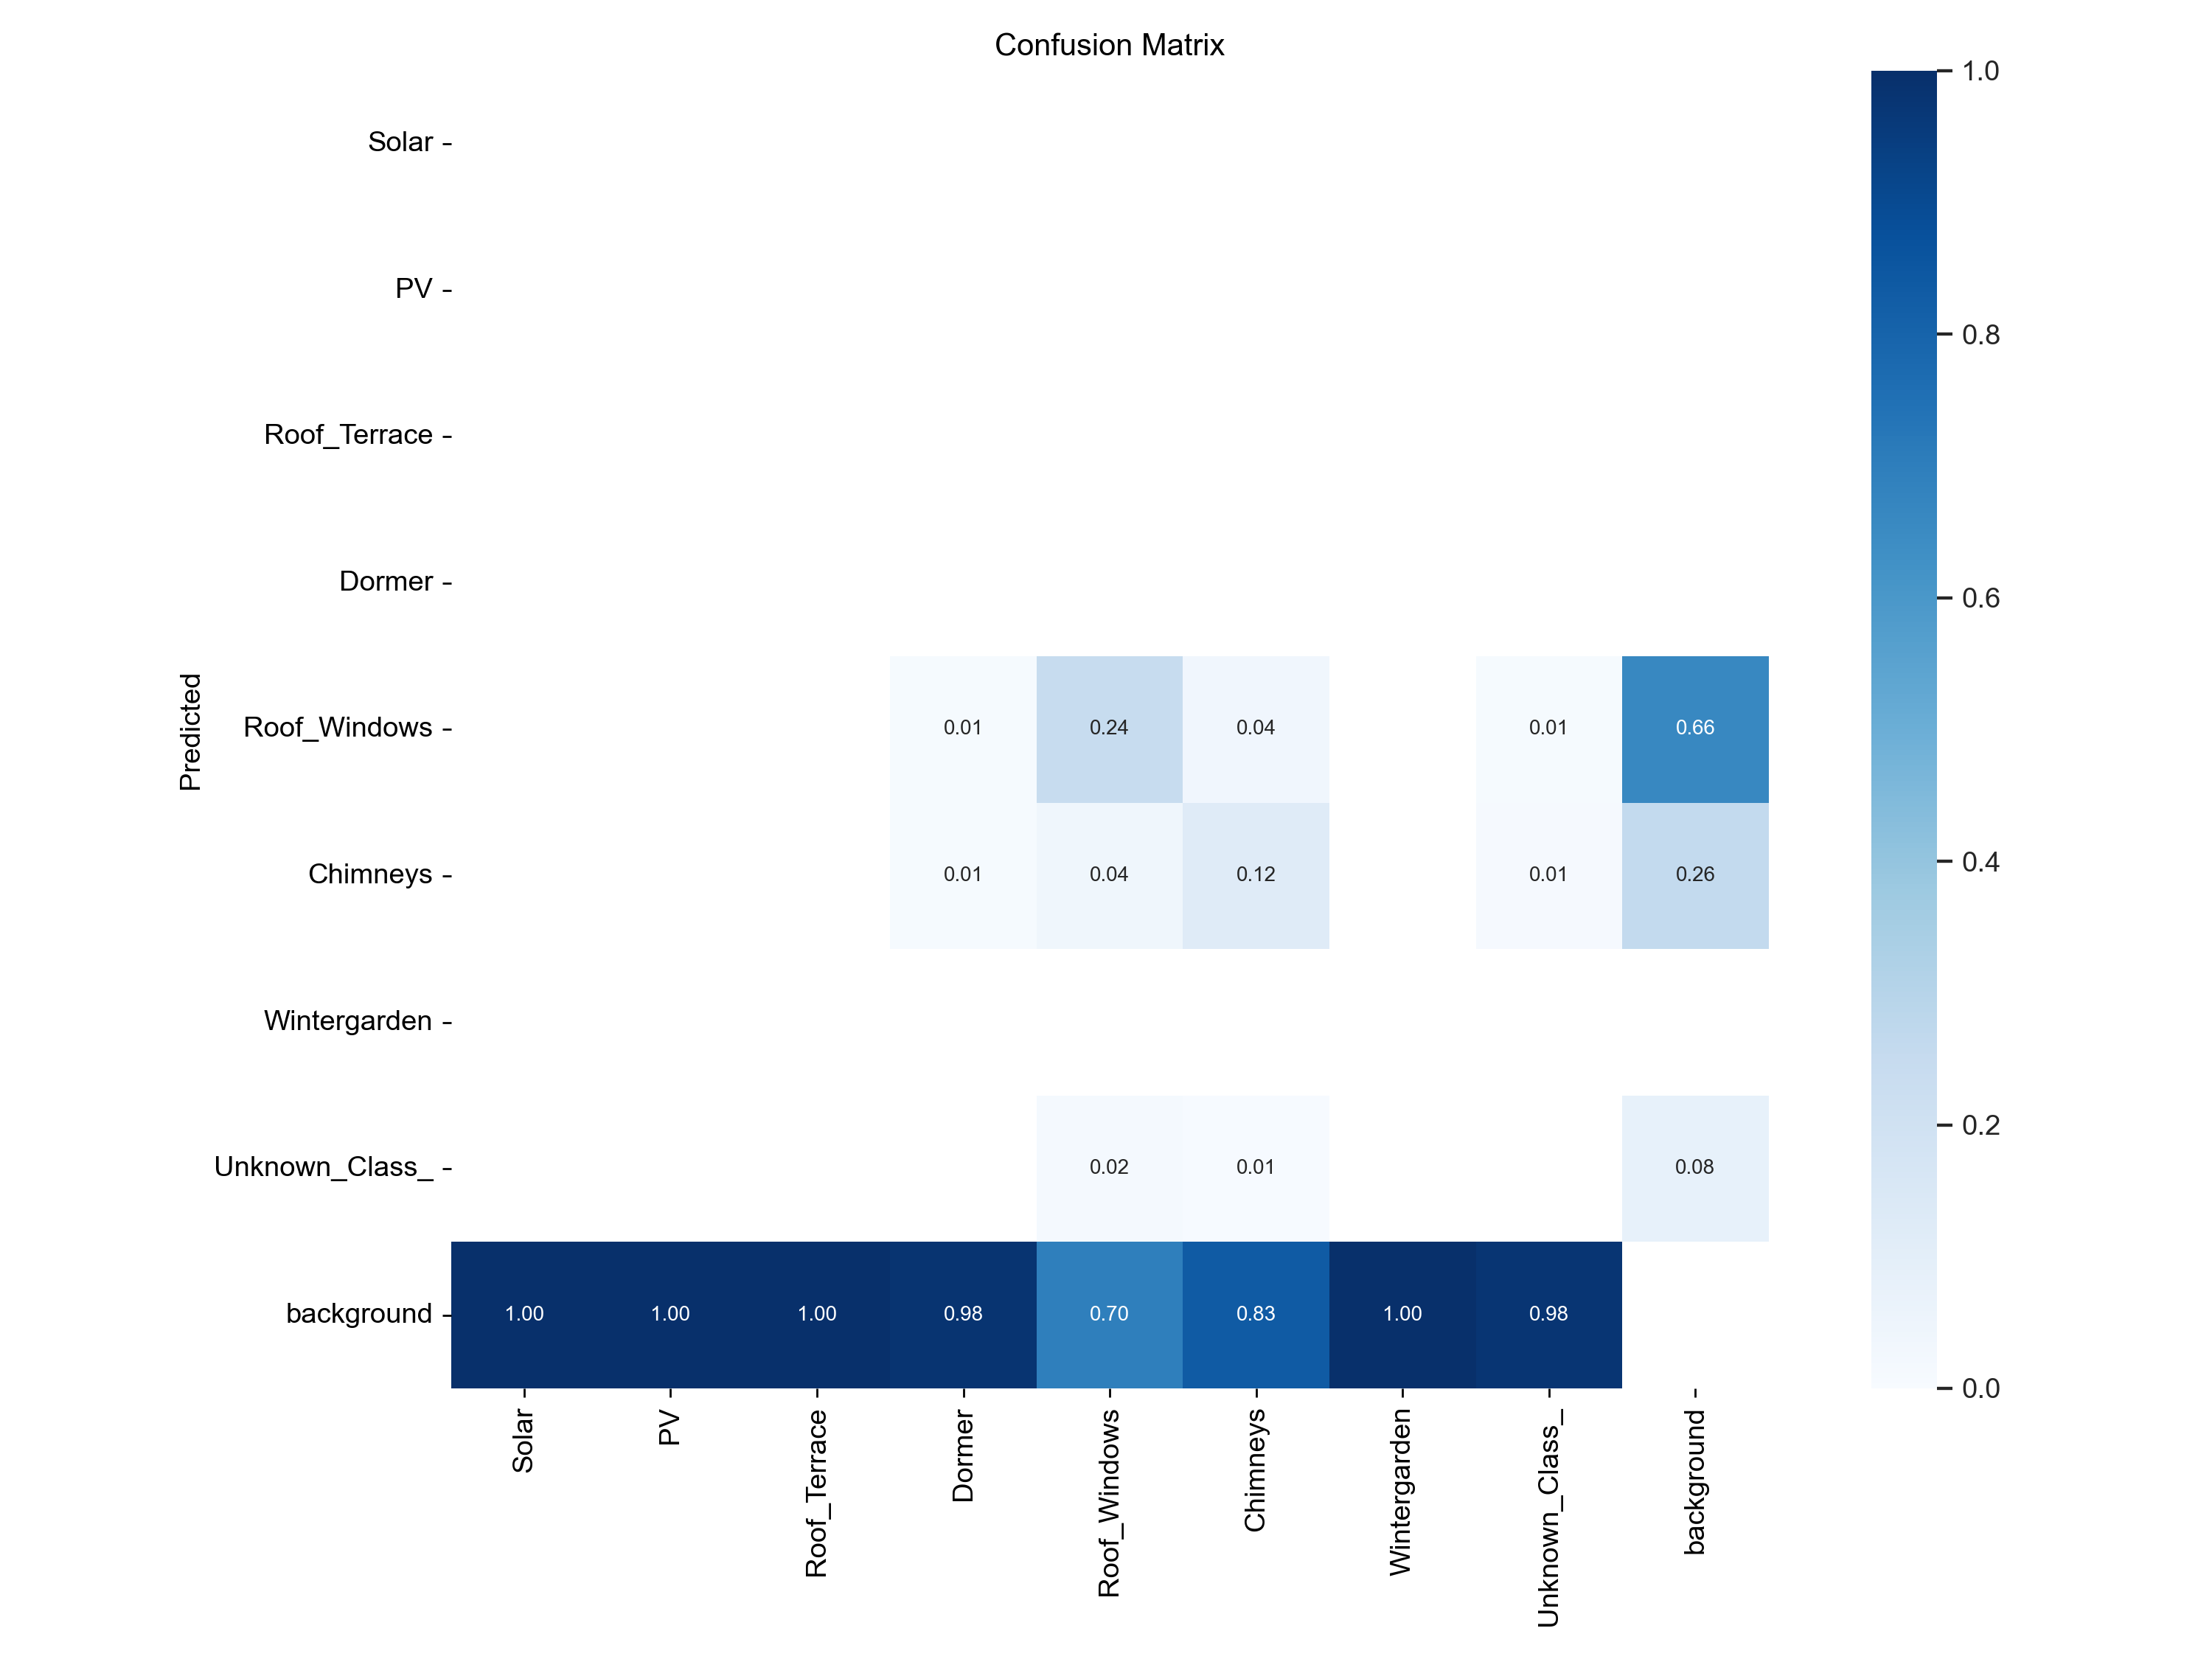 Confusion Matrix
Solar
PV
Roof_Terrace
Dormer
Roof_Windows
Chimneys
Wintergarden
Unknown_Class_
background
Predicted
0.01 0.24 0.04 0.01 0.66
0.01 0.04 0.12 0.01 0.26
0.02 0.01 0.08
1.00 1.00 1.00 0.98 0.70 0.83 1.00 0.98
Solar
PV
Roof_Terrace
Dormer
Roof_Windows
Chimneys
Wintergarden
Unknown_Class_
background
1.0
0.8
0.6
0.4
0.2
0.0